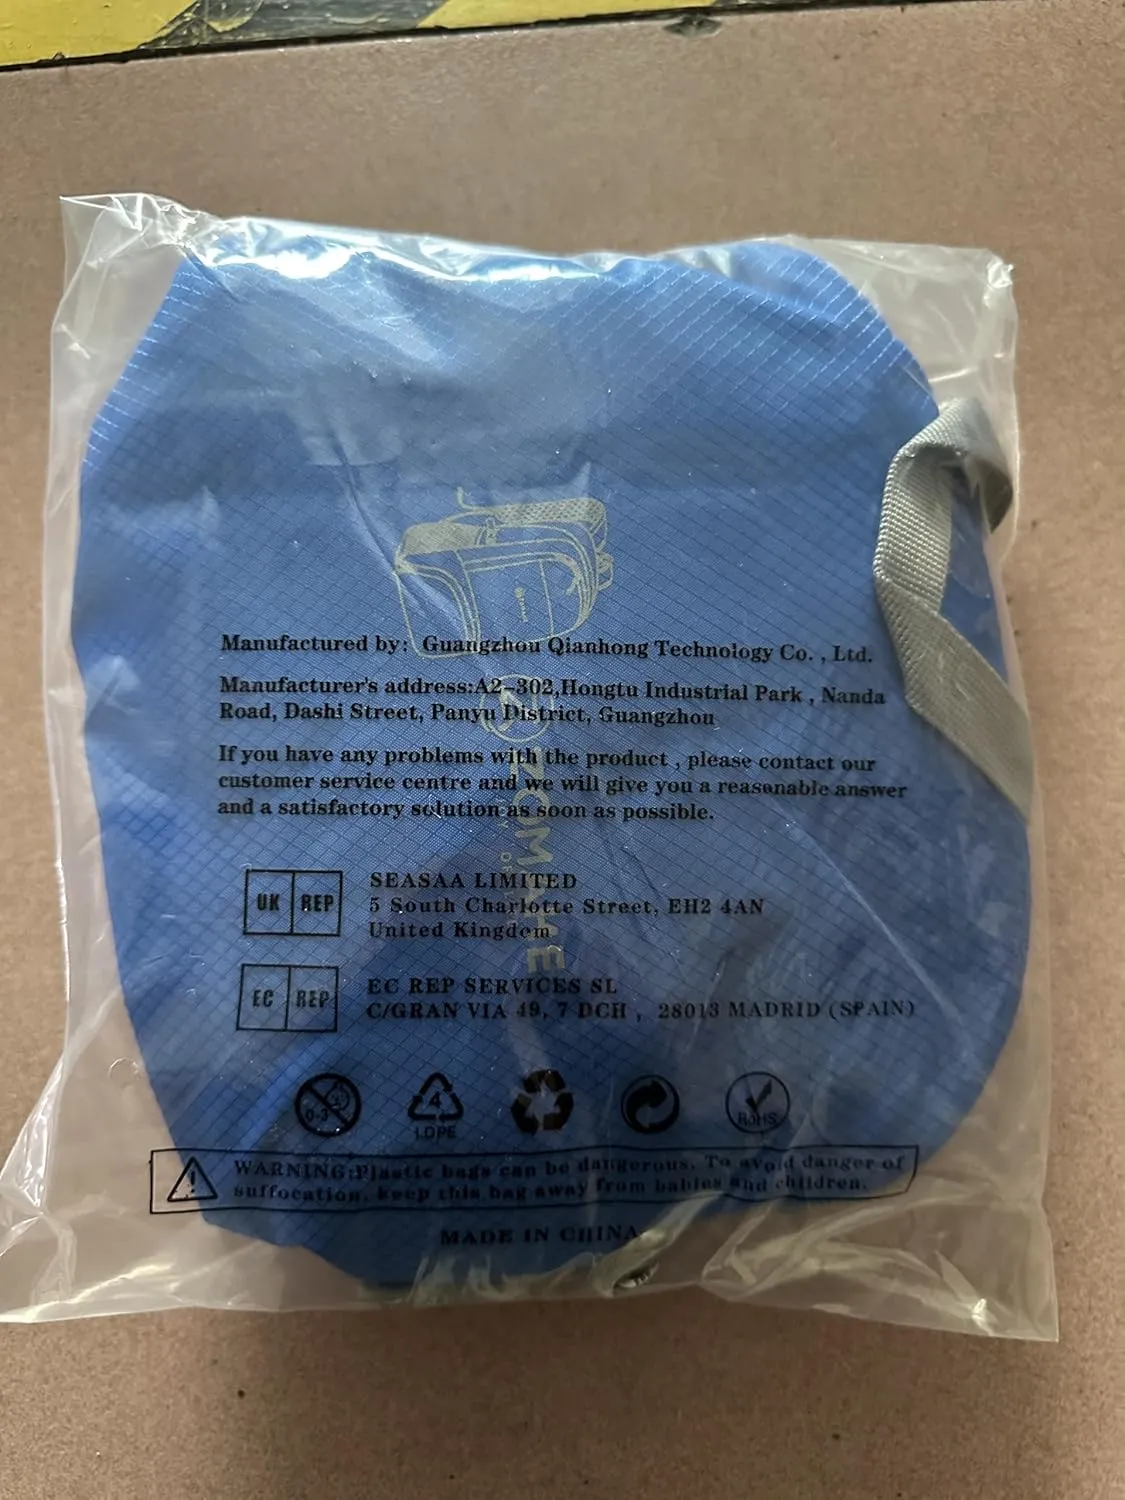 Manufactured by: Guangzhou Qianhong Technology Co. , Ltd.
Manufacturer's address:A2-302,Hongtu Industrial Park , Nanda
Road, Dashi Street, Panyu District, Guangzhou
If you have any problems with the product , please contact our
customer service centre and we will give you a reasonable answer
and a satisfactory solution as soon as possible.
ZOMAKE
UK REP
SEASAA LIMITED
5 South Charlotte Street, EH2 4AN
United Kingdom
EC REP
EC REP SERVICES SL
C/GRAN VIA 49, 7 DCH , 28013 MADRID (SPAIN)
0-3
4
LDPE
RoHS
WARNING:Plastic bags can be dangerous. To avoid danger of
suffocation, keep this bag away from babies and children.
MADE IN CHINA